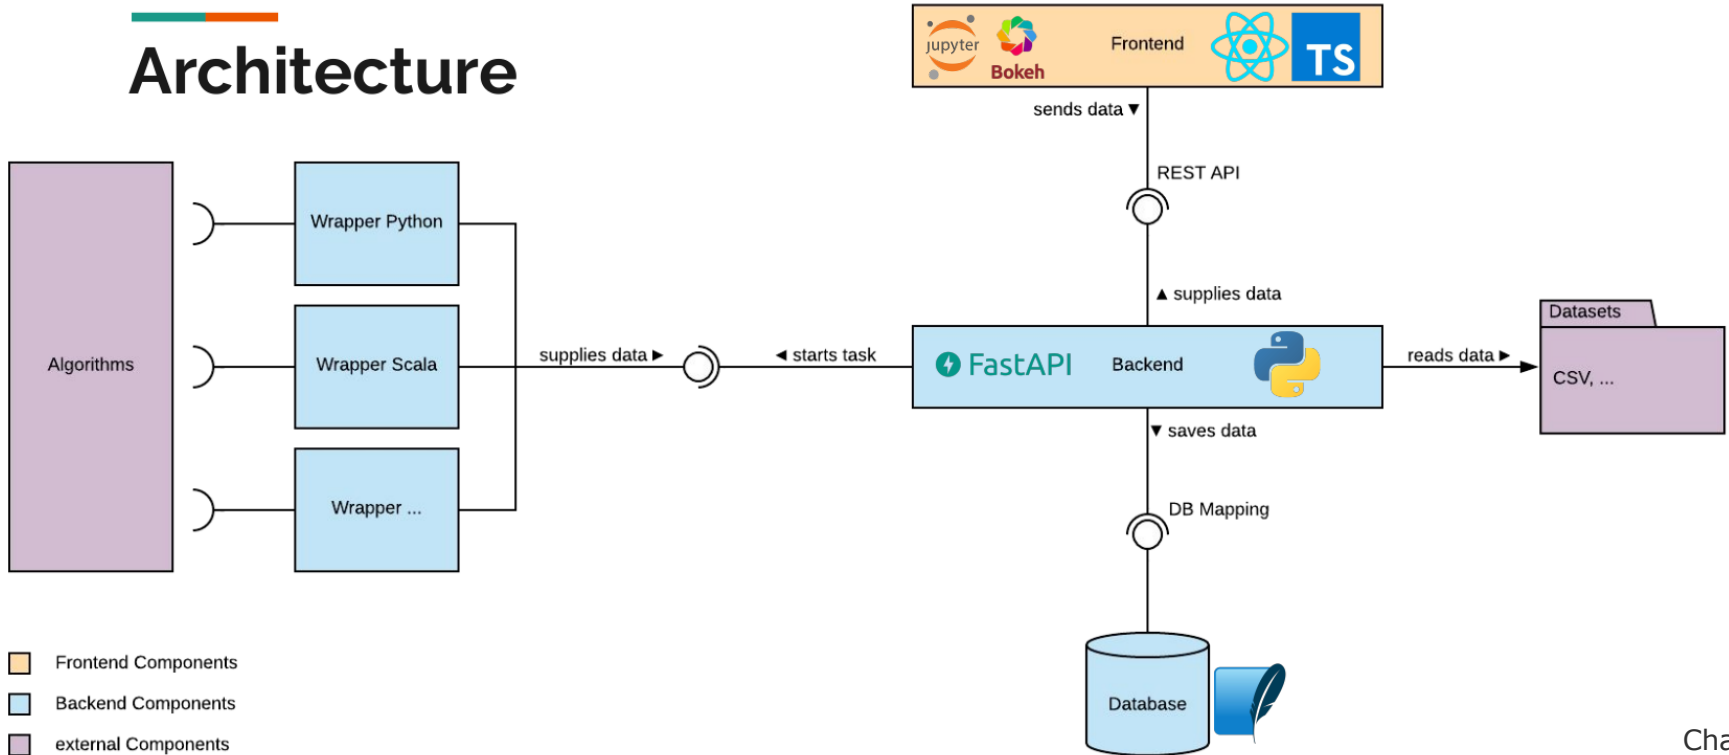 Architecture
jupyter
Bokeh
Frontend
TS
sends data ▼
REST API
▲ supplies data
Algorithms
Wrapper Python
Wrapper Scala
Wrapper ...
supplies data ►
◄ starts task
FastAPI
Backend
reads data ►
Datasets
CSV, ...
▼ saves data
DB Mapping
Database
Frontend Components
Backend Components
external Components
Cha